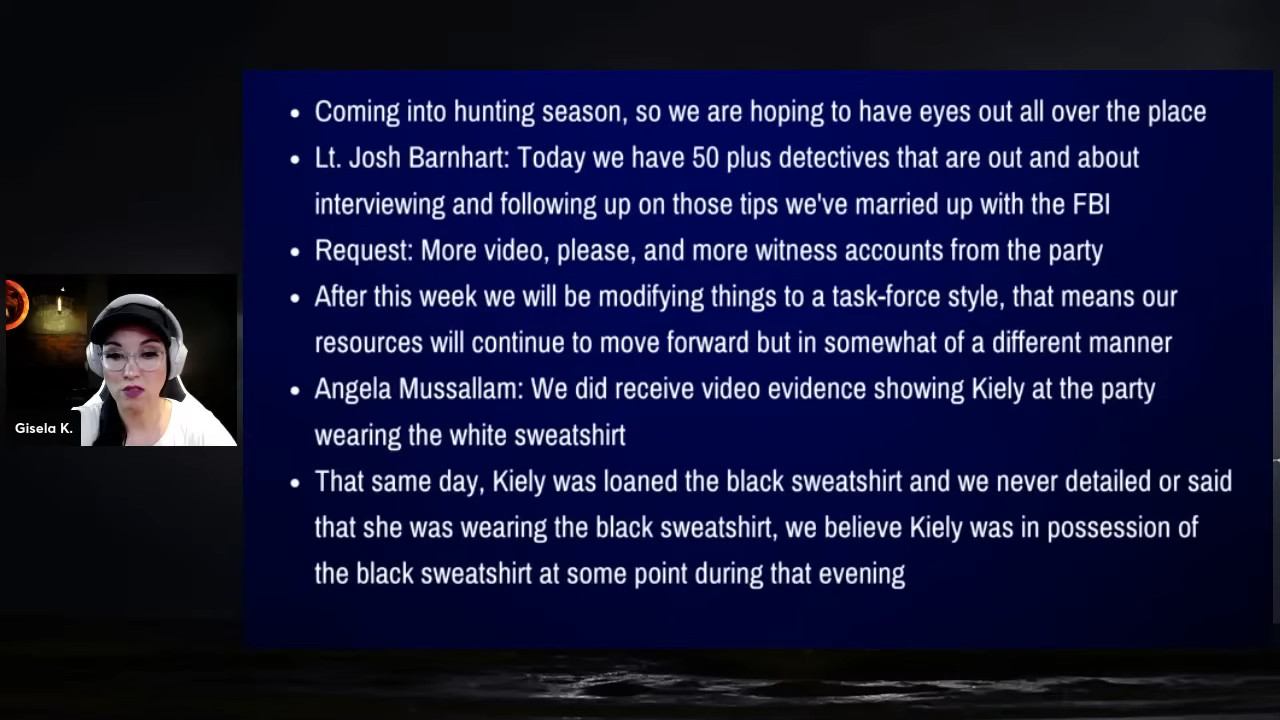 • Coming into hunting season, so we are hoping to have eyes out all over the place
• Lt. Josh Barnhart: Today we have 50 plus detectives that are out and about
interviewing and following up on those tips we've married up with the FBI
• Request: More video, please, and more witness accounts from the party
• After this week we will be modifying things to a task-force style, that means our
resources will continue to move forward but in somewhat of a different manner
• Angela Mussallam: We did receive video evidence showing Kiely at the party
wearing the white sweatshirt
• That same day, Kiely was loaned the black sweatshirt and we never detailed or said
that she was wearing the black sweatshirt, we believe Kiely was in possession of
the black sweatshirt at some point during that evening
Gisela K.